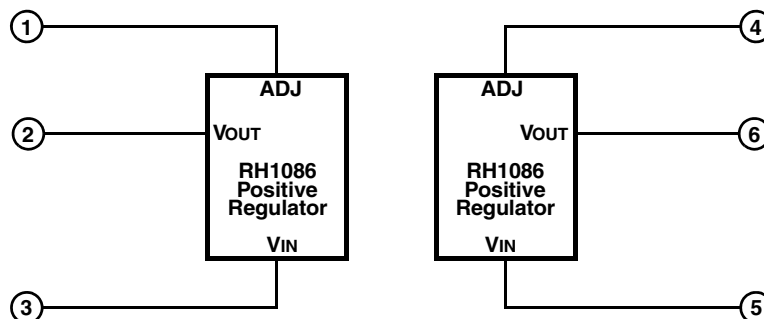 1
ADJ
2
VOUT
RH1086
Positive
Regulator
VIN
3
4
ADJ
VOUT
6
RH1086
Positive
Regulator
VIN
5